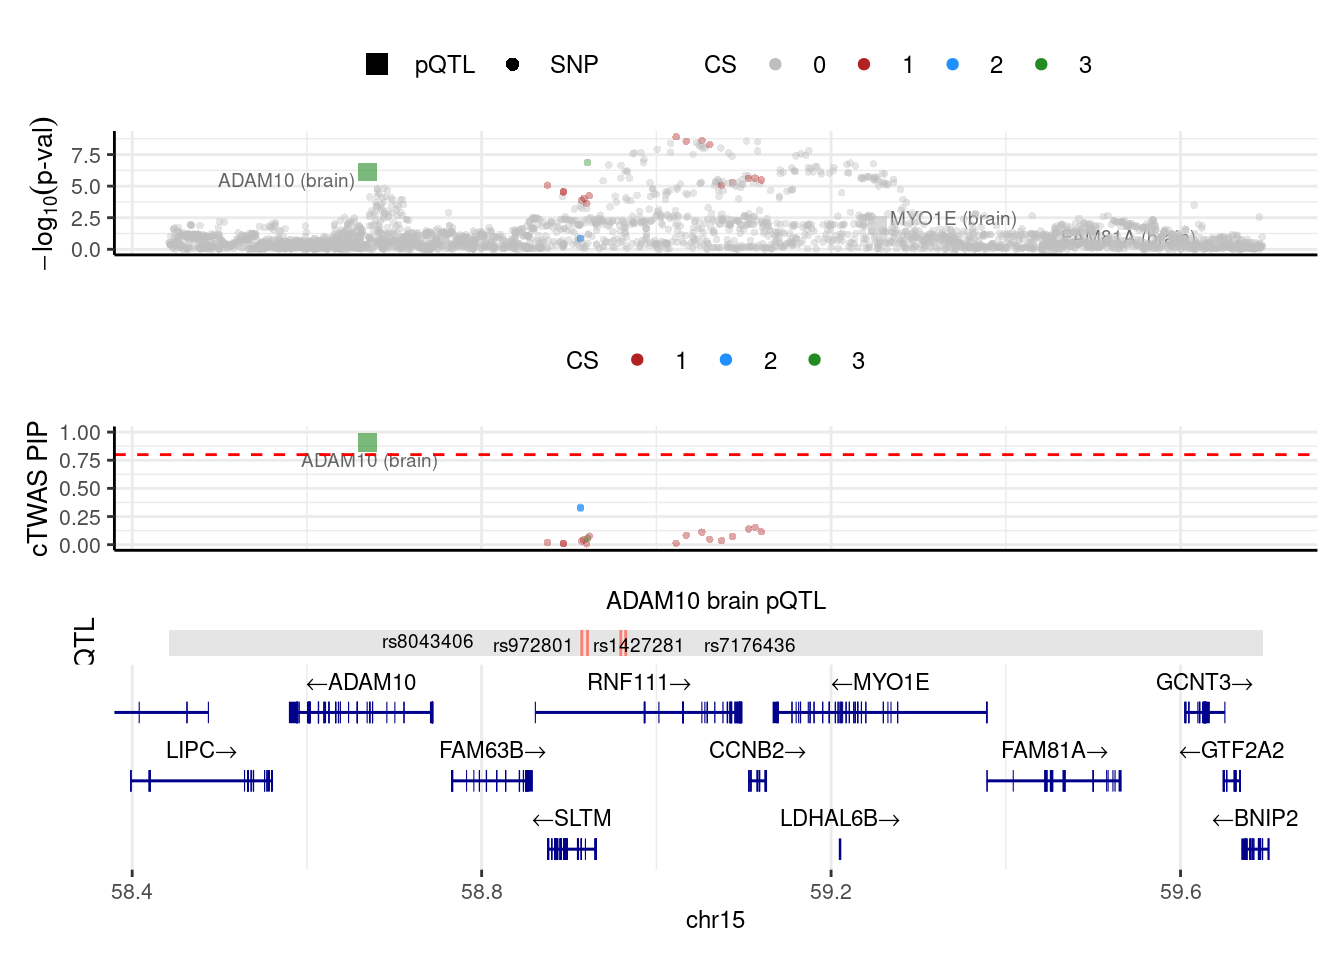 pQTL SNP CS 0 1 2 3
−log10(p-val)
7.5
5.0
2.5
0.0
ADAM10 (brain)
MYO1E (brain)
FAM81A (brain)
CS 1 2 3
cTWAS PIP
1.00
0.75
0.50
0.25
0.00
ADAM10 (brain)
ADAM10 brain pQTL
QTL
rs8043406 rs972801 rs1427281 rs7176436
←ADAM10 RNF111→ ←MYO1E GCNT3→
LIPC→ FAM63B→ CCNB2→ FAM81A→ ←GTF2A2
←SLTM LDHAL6B→ ←BNIP2
58.4 58.8 59.2 59.6
chr15